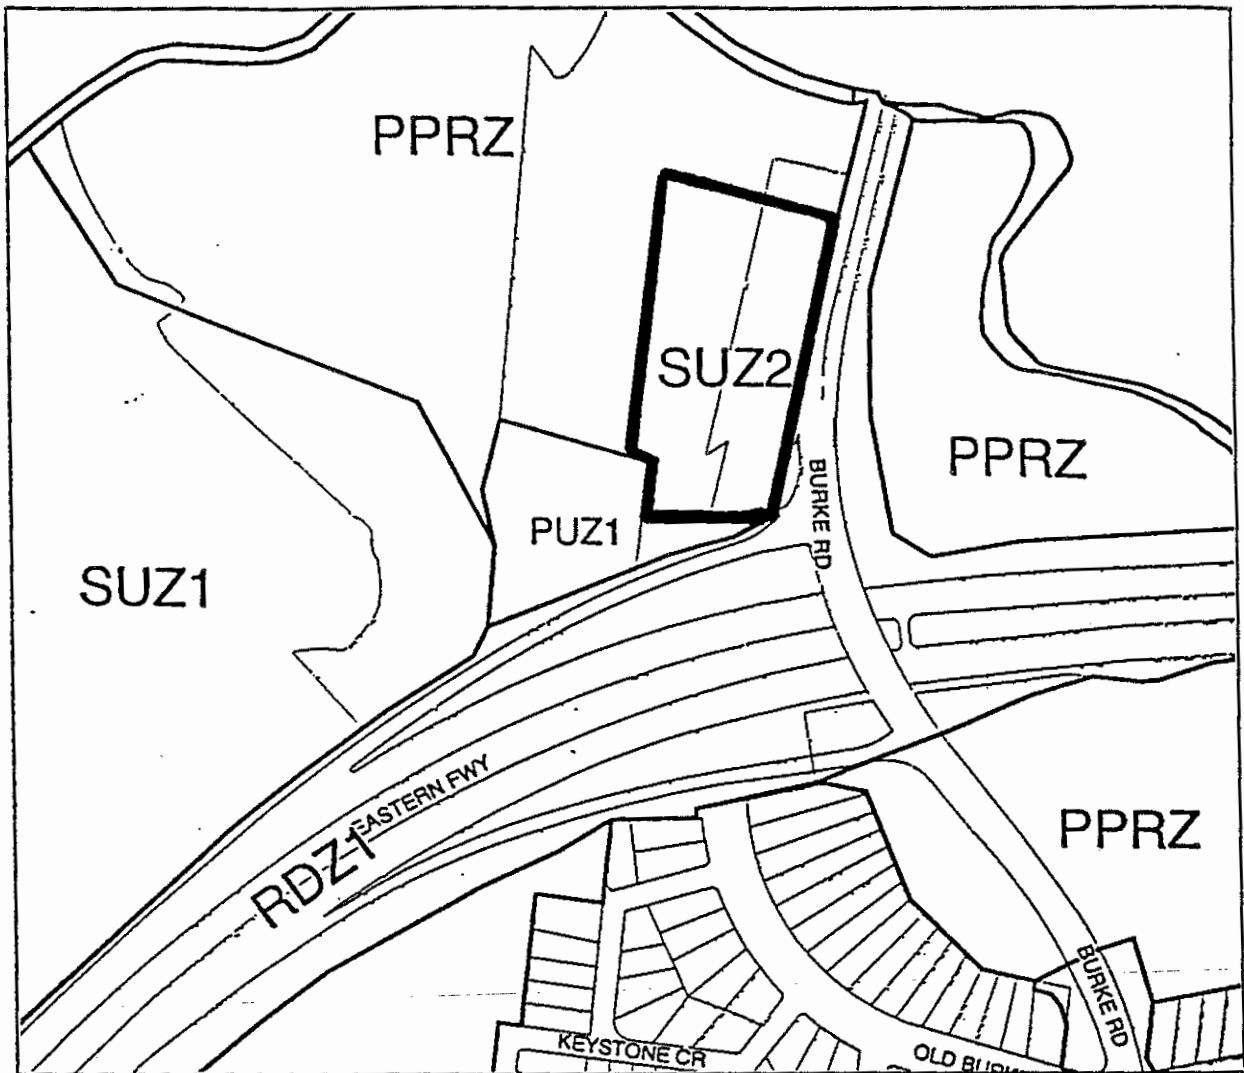 PPRZ
SUZ2
PPRZ
BURKE RD
PUZ1
SUZ1
EASTERN FWY
RDZ1
PPRZ
BURKE RD
KEYSTONE CR
OLD